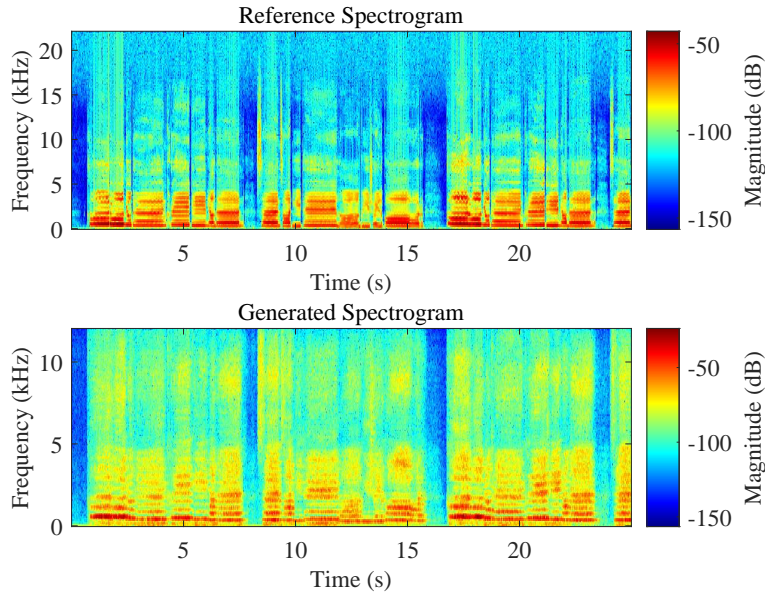 Reference Spectrogram
20
15
10
5
0
Frequency (kHz)
5
10
15
20
Time (s)
-50
-100
-150
Magnitude (dB)
Generated Spectrogram
10
5
0
Frequency (kHz)
5
10
15
20
Time (s)
-50
-100
-150
Magnitude (dB)